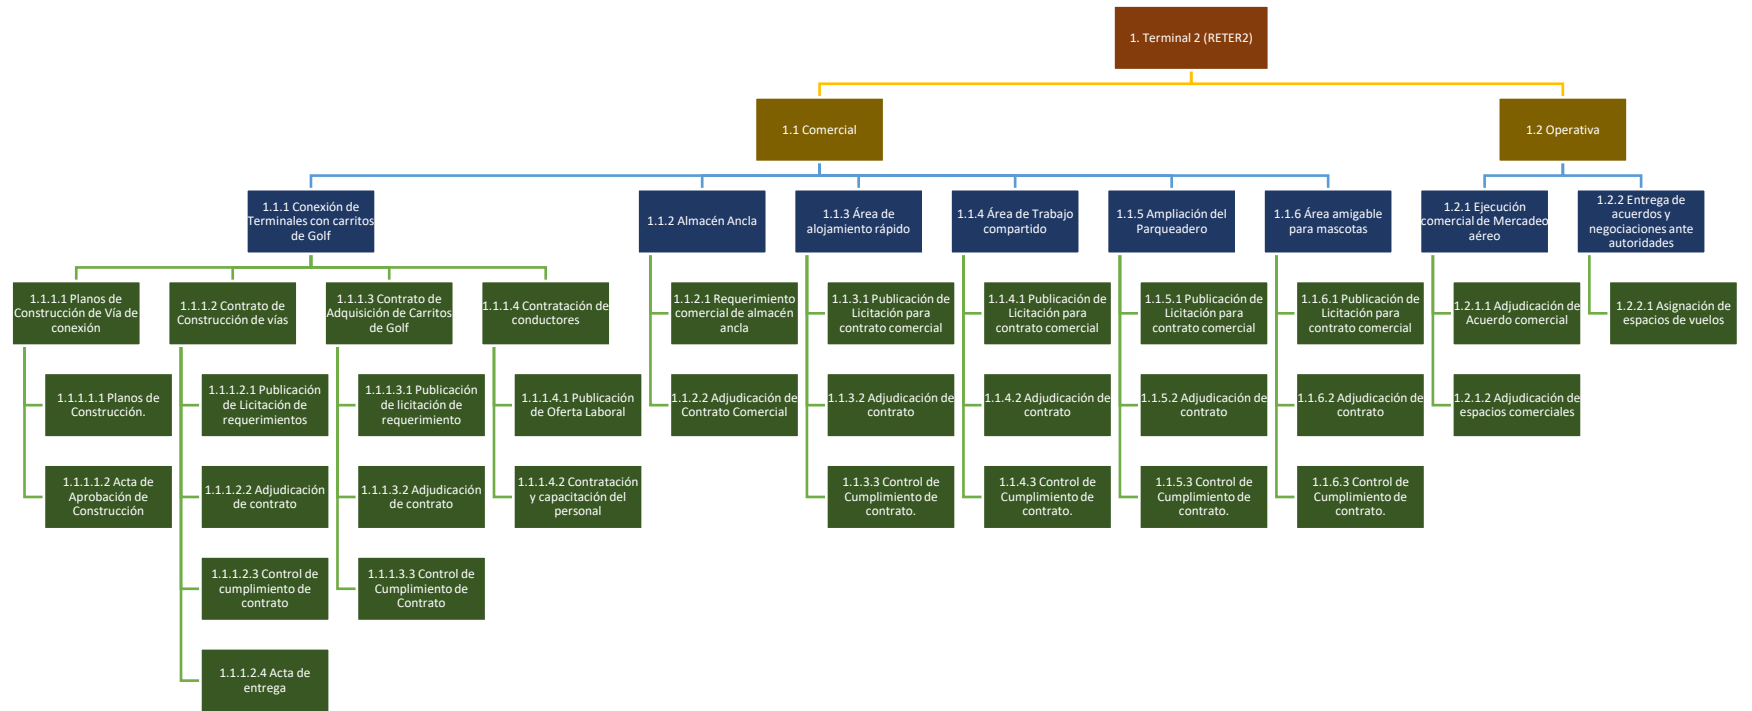 1. Terminal 2 (RETER2)
1.1 Comercial
1.2 Operativa
1.1.1 Conexión de
Terminales con carritos
de Golf
1.1.2 Almacén Ancla
1.1.3 Área de
alojamiento rápido
1.1.4 Área de Trabajo
compartido
1.1.5 Ampliación del
Parqueadero
1.1.6 Área amigable
para mascotas
1.2.1 Ejecución
comercial de Mercadeo
aéreo
1.2.2 Entrega de
acuerdos y
negociaciones ante
autoridades
1.1.1.1 Planos de
Construcción de Vía de
conexión
1.1.1.2 Contrato de
Construcción de vías
1.1.1.3 Contrato de
Adquisición de Carritos
de Golf
1.1.1.4 Contratación de
conductores
1.1.2.1 Requerimiento
comercial de almacén
ancla
1.1.3.1 Publicación de
Licitación para
contrato comercial
1.1.4.1 Publicación de
Licitación para
contrato comercial
1.1.5.1 Publicación de
Licitación para
contrato comercial
1.1.6.1 Publicación de
Licitación para
contrato comercial
1.2.1.1 Adjudicación de
Acuerdo comercial
1.2.2.1 Asignación de
espacios de vuelos
1.1.1.1.1 Planos de
Construcción.
1.1.1.2.1 Publicación
de Licitación de
requerimientos
1.1.1.3.1 Publicación
de licitación de
requerimiento
1.1.1.4.1 Publicación
de Oferta Laboral
1.1.2.2 Adjudicación de
Contrato Comercial
1.1.3.2 Adjudicación de
contrato
1.1.4.2 Adjudicación de
contrato
1.1.5.2 Adjudicación de
contrato
1.1.6.2 Adjudicación de
contrato
1.2.1.2 Adjudicación de
espacios comerciales
1.1.1.1.2 Acta de
Aprobación de
Construcción
1.1.1.2.2 Adjudicación
de contrato
1.1.1.3.2 Adjudicación
de contrato
1.1.1.4.2 Contratación
y capacitación del
personal
1.1.3.3 Control de
Cumplimiento de
contrato.
1.1.4.3 Control de
Cumplimiento de
contrato.
1.1.5.3 Control de
Cumplimiento de
contrato.
1.1.6.3 Control de
Cumplimiento de
contrato.
1.1.1.2.3 Control de
cumplimiento de
contrato
1.1.1.3.3 Control de
Cumplimiento de
Contrato
1.1.1.2.4 Acta de
entrega